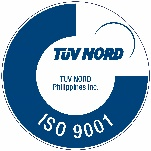 TÜV NORD
TÜV NORD
Philippines Inc.
ISO 9001